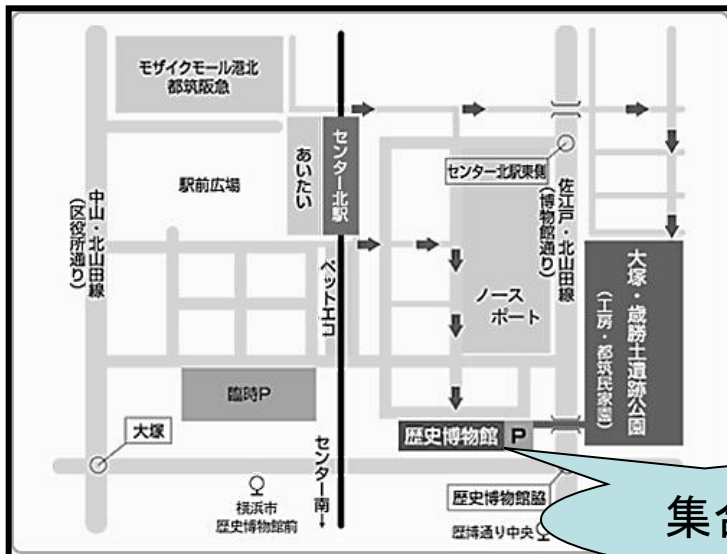 モザイクモール港北
都筑阪急
駅前広場
あいたい
センター北駅
センター北駅東側
中山・北山田線
(区役所通り)
佐江戸・北山田線
(博物館通り)
ペットエコ
ノース
ポート
大塚・歳勝土遺跡公園
(工房・都筑民家園)
臨時P
大塚
歴史博物館 P
センター南→
横浜市
歴史博物館前
歴史博物館脇
歴博通り中央
集